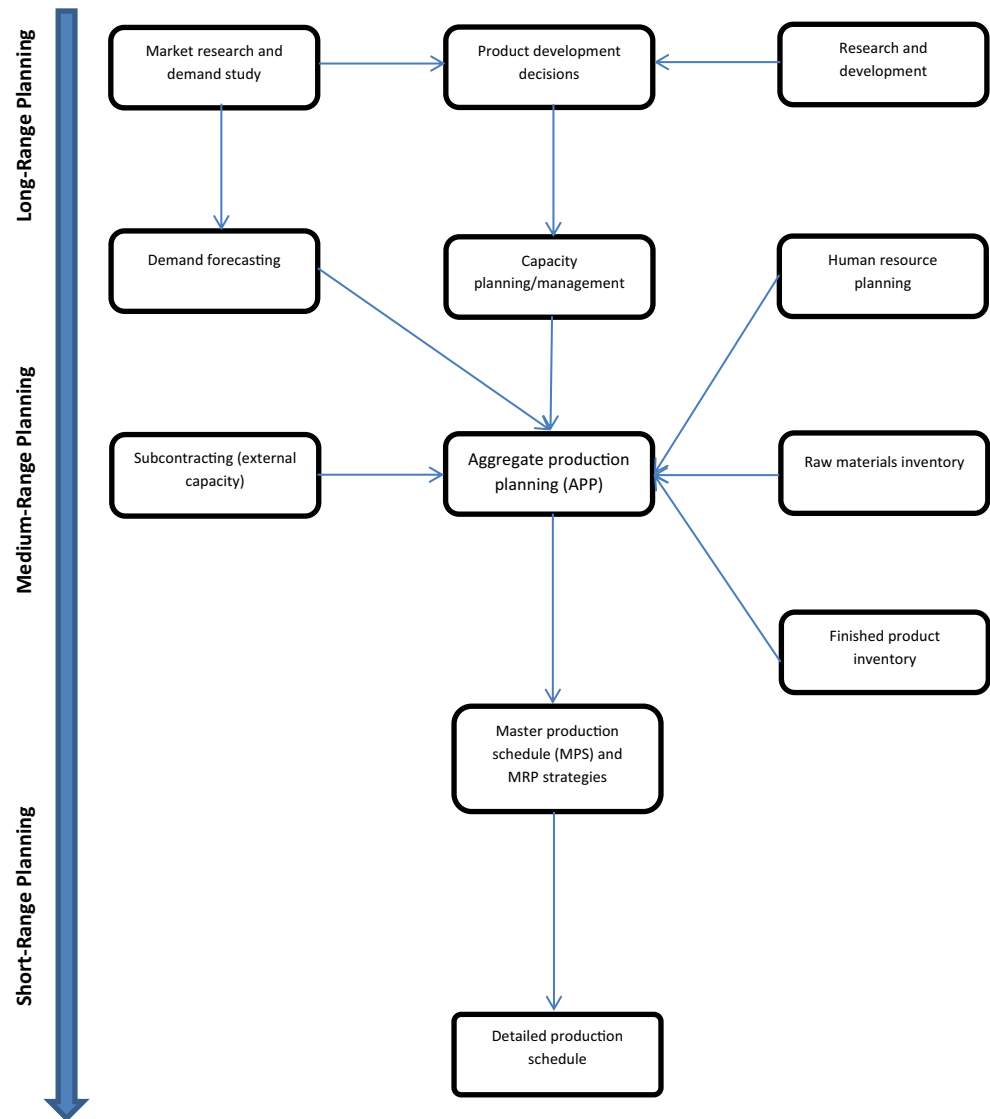 Long-Range Planning
Market research and
demand study
Product development
decisions
Research and
development
Demand forecasting
Capacity
planning/management
Human resource
planning
Medium-Range Planning
Subcontracting (external
capacity)
Aggregate production
planning (APP)
Raw materials inventory
Finished product
inventory
Master production
schedule (MPS) and
MRP strategies
Short-Range Planning
Detailed production
schedule